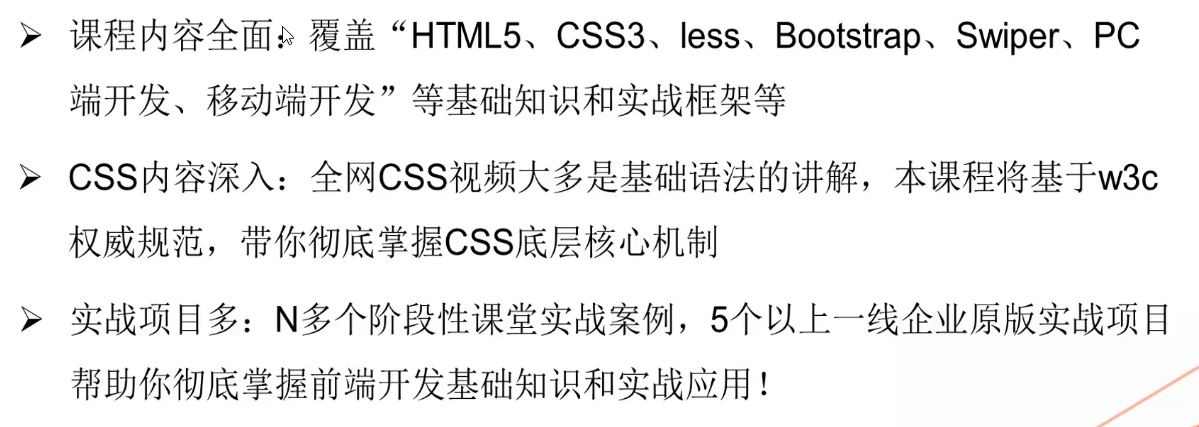 ➢ 课程内容全面：覆盖“HTML5、CSS3、less、Bootstrap、Swiper、PC
端开发、移动端开发”等基础知识和实战框架等
➢ CSS内容深入：全网CSS视频大多是基础语法的讲解，本课程将基于w3c
权威规范，带你彻底掌握CSS底层核心机制
➢ 实战项目多：N多个阶段性课堂实战案例，5个以上一线企业原版实战项目
帮助你彻底掌握前端开发基础知识和实战应用！